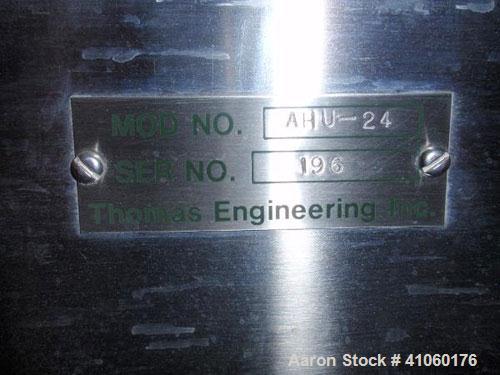 MOD NO. AHU-24
SER NO. 196
Thomas Engineering Inc.
Aaron Stock # 41060176